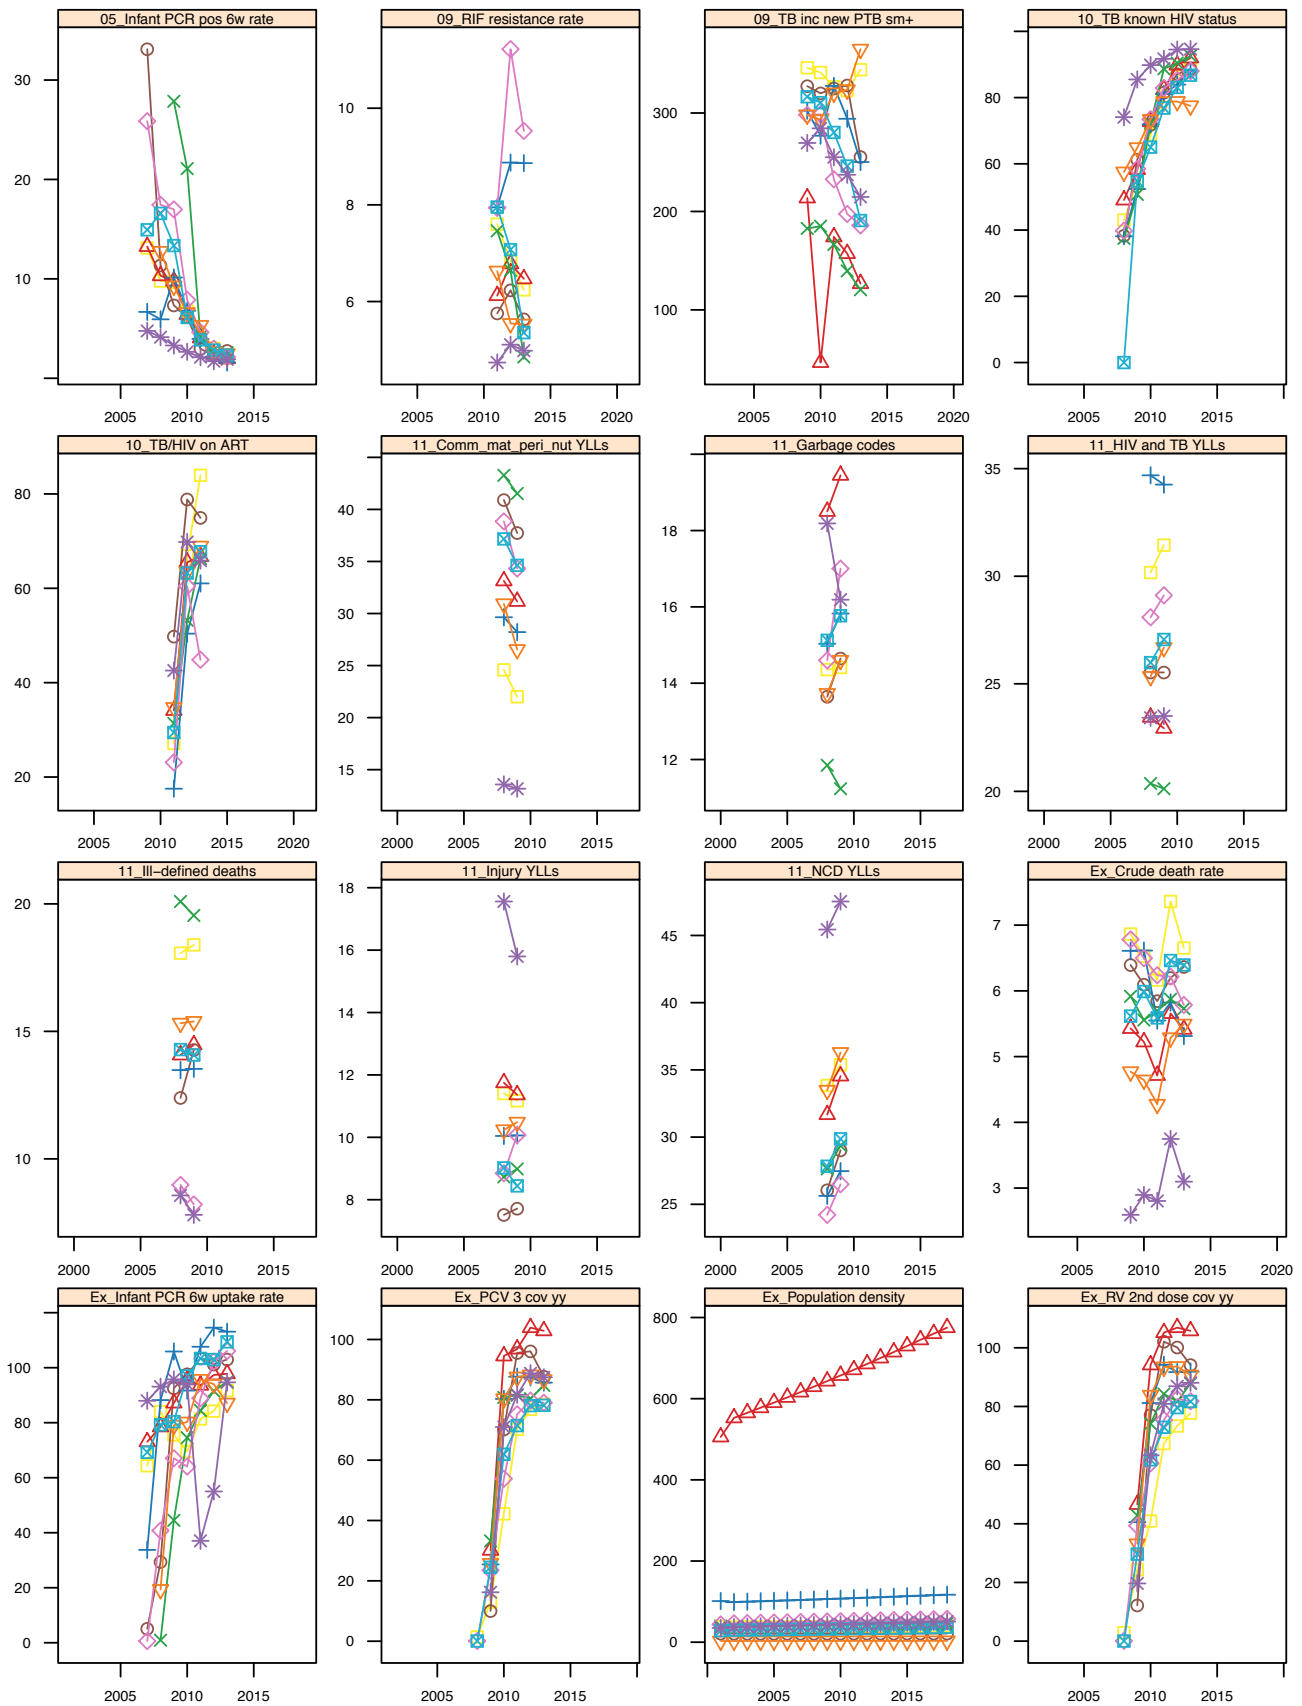 05_Infant PCR pos 6w rate
30
20
10
2005 2010 2015
09_RIF resistance rate
10
8
6
2005 2010 2015 2020
09_TB inc new PTB sm+
300
200
100
2005 2010 2015 2020
10_TB known HIV status
80
60
40
20
0
2005 2010 2015
10_TB/HIV on ART
80
60
40
20
2005 2010 2015 2020
11_Comm_mat_peri_nut YLLs
40
35
30
25
20
15
2000 2005 2010 2015
11_Garbage codes
18
16
14
12
2000 2005 2010 2015
11_HIV and TB YLLs
35
30
25
20
2000 2005 2010 2015
11_Ill−defined deaths
20
15
10
2000 2005 2010 2015
11_Injury YLLs
18
16
14
12
10
8
2000 2005 2010 2015
11_NCD YLLs
45
40
35
30
25
2000 2005 2010 2015
Ex_Crude death rate
7
6
5
4
3
2005 2010 2015 2020
Ex_Infant PCR 6w uptake rate
100
80
60
40
20
0
2005 2010 2015
Ex_PCV 3 cov yy
100
80
60
40
20
0
2005 2010 2015
Ex_Population density
800
600
400
200
0
2005 2010 2015
Ex_RV 2nd dose cov yy
100
80
60
40
20
0
2005 2010 2015